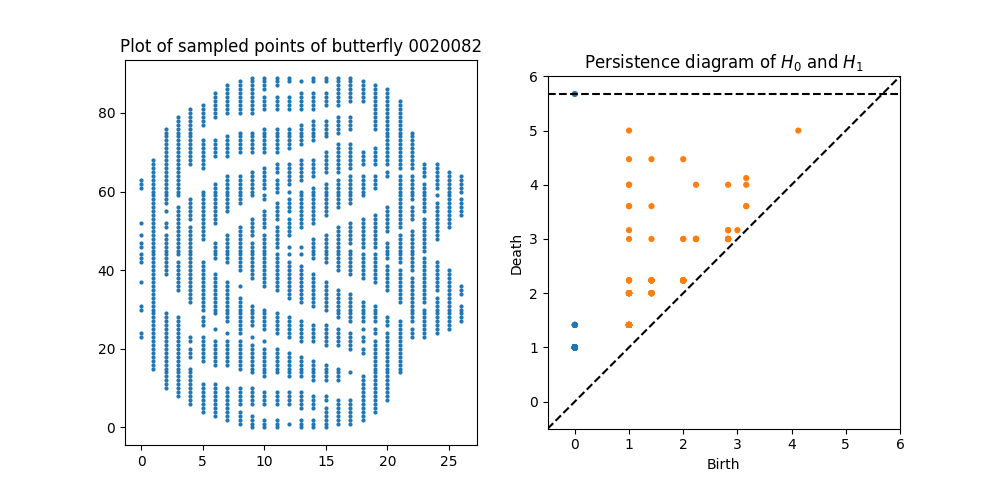 Plot of sampled points of butterfly 0020082
80
60
40
20
0
0 5 10 15 20 25
Persistence diagram of H₀ and H₁
6
5
4
3
2
1
0
Death
0 1 2 3 4 5 6
Birth